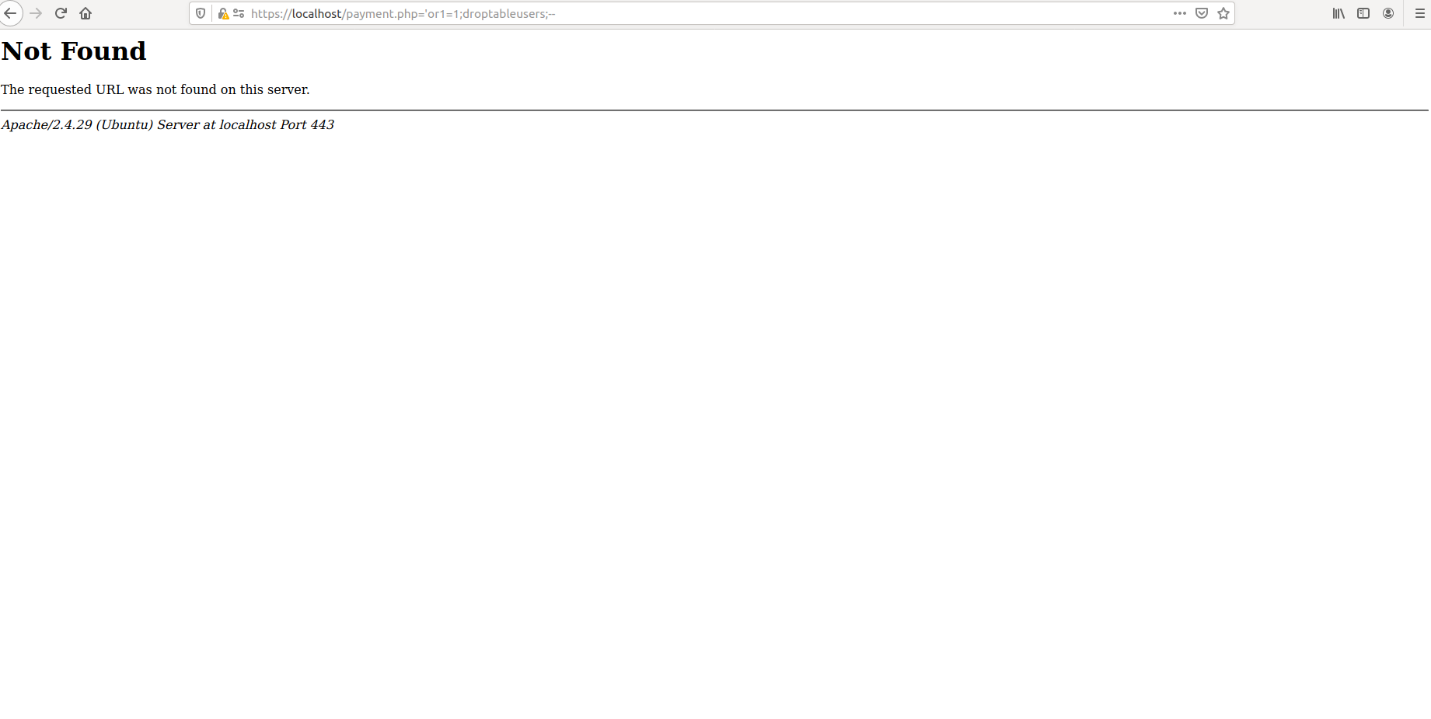 https://localhost/payment.php='or1=1;droptableusers;--
Not Found
The requested URL was not found on this server.
Apache/2.4.29 (Ubuntu) Server at localhost Port 443